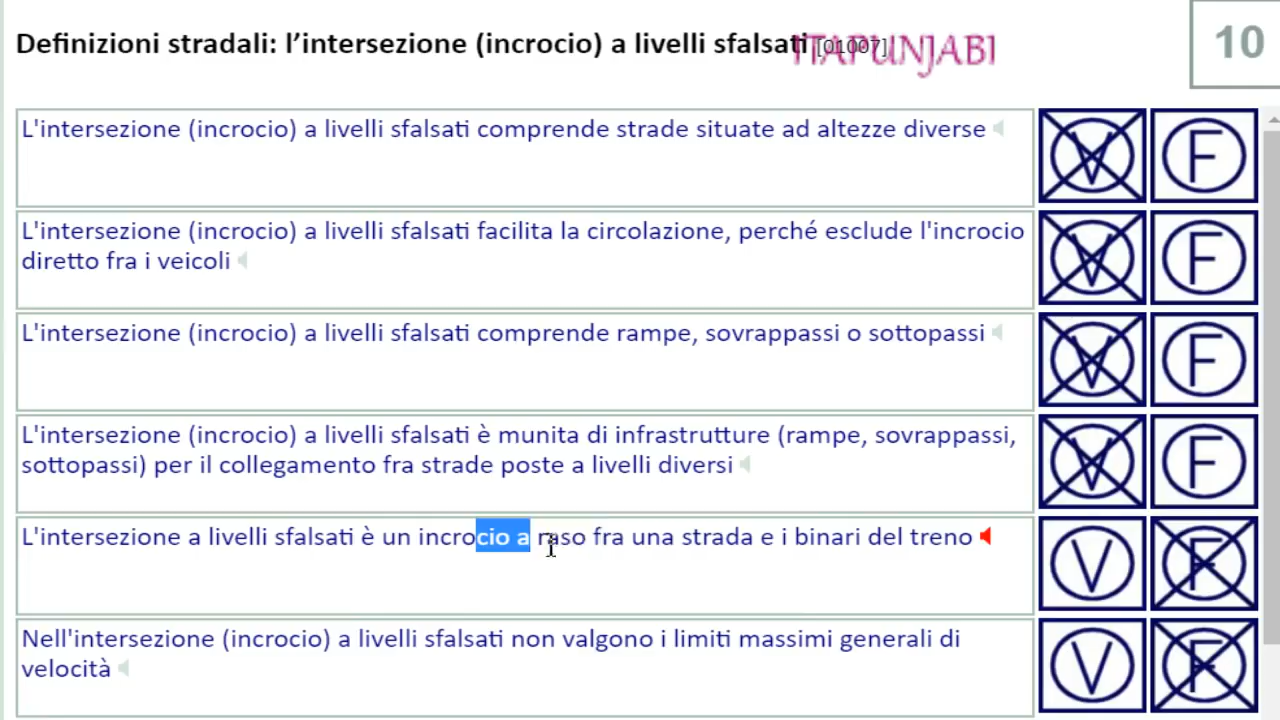 Definizioni stradali: l’intersezione (incrocio) a livelli sfalsati [01007]
ITAPUNJABI
10
L'intersezione (incrocio) a livelli sfalsati comprende strade situate ad altezze diverse
V F
L'intersezione (incrocio) a livelli sfalsati facilita la circolazione, perché esclude l'incrocio
diretto fra i veicoli
V F
L'intersezione (incrocio) a livelli sfalsati comprende rampe, sovrappassi o sottopassi
V F
L'intersezione (incrocio) a livelli sfalsati è munita di infrastrutture (rampe, sovrappassi,
sottopassi) per il collegamento fra strade poste a livelli diversi
V F
L'intersezione a livelli sfalsati è un incrocio a raso fra una strada e i binari del treno
V F
Nell'intersezione (incrocio) a livelli sfalsati non valgono i limiti massimi generali di
velocità
V F